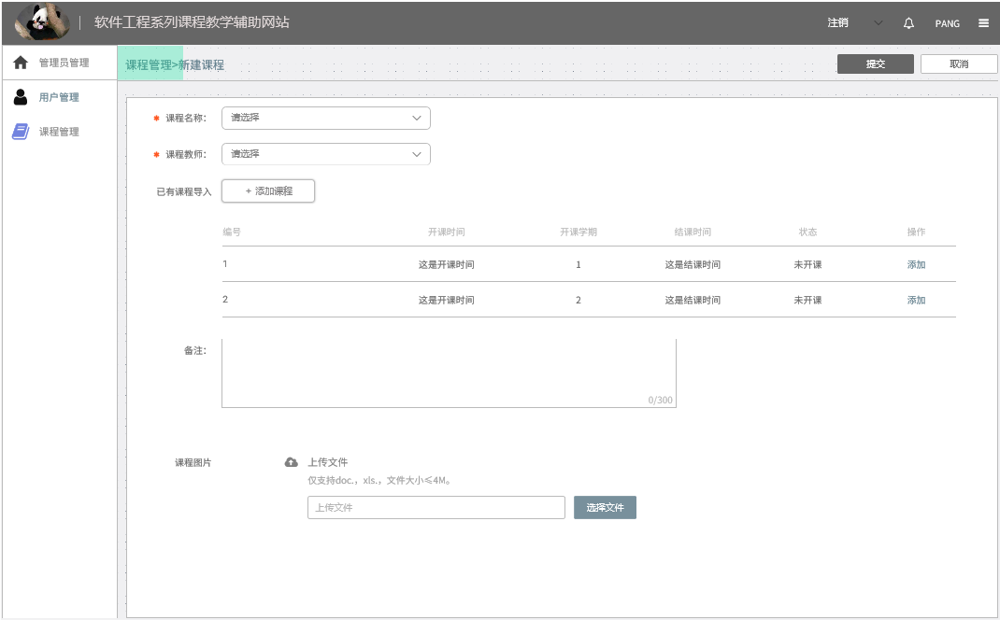 软件工程系列课程教学辅助网站
注销
PANG
管理员管理
用户管理
课程管理
课程管理>新建课程
提交
取消
* 课程名称： 请选择
* 课程教师： 请选择
已有课程导入 + 添加课程
编号 开课时间 开课学期 结课时间 状态 操作
1 这是开课时间 1 这是结课时间 未开课 添加
2 这是开课时间 2 这是结课时间 未开课 添加
备注：
0/300
课程图片 上传文件
仅支持doc.，xls.，文件大小≤4M。
上传文件 选择文件